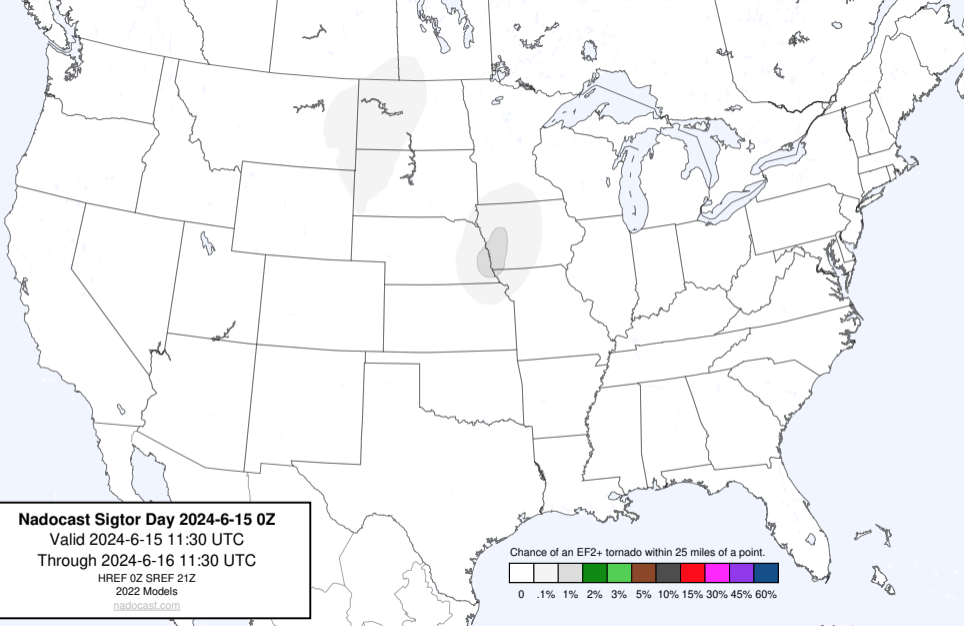 Nadocast Sigtor Day 2024-6-15 0Z
Valid 2024-6-15 11:30 UTC
Through 2024-6-16 11:30 UTC
HREF 0Z SREF 21Z
2022 Models
nadocast.com
Chance of an EF2+ tornado within 25 miles of a point.
0 .1% 1% 2% 3% 5% 10% 15% 30% 45% 60%